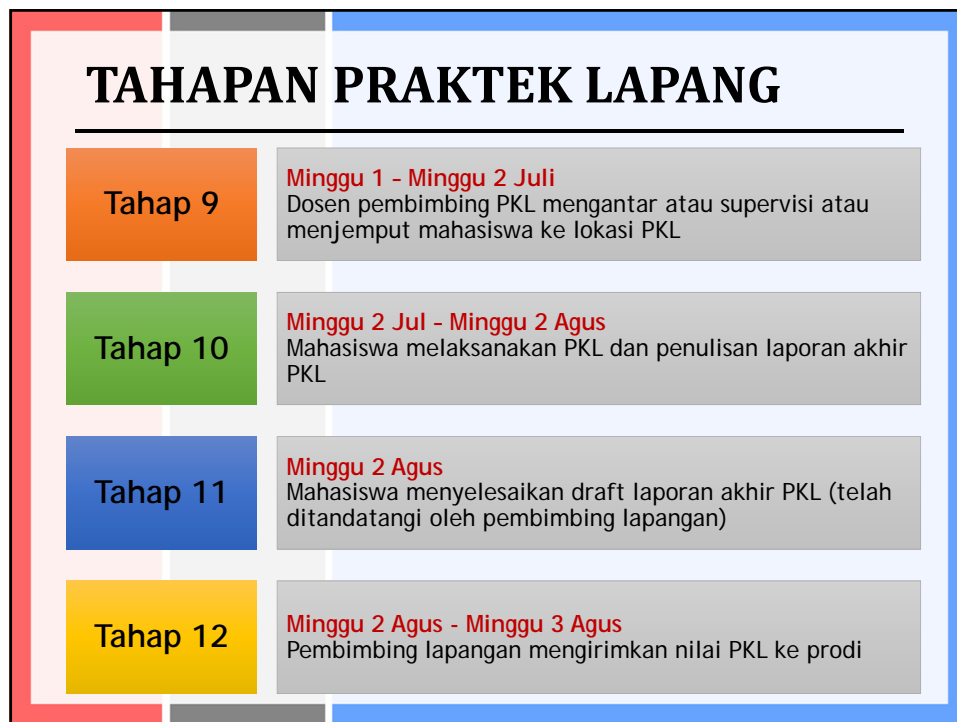 TAHAPAN PRAKTEK LAPANG
Tahap 9
Minggu 1 - Minggu 2 Juli
Dosen pembimbing PKL mengantar atau supervisi atau
menjemput mahasiswa ke lokasi PKL
Tahap 10
Minggu 2 Jul - Minggu 2 Agus
Mahasiswa melaksanakan PKL dan penulisan laporan akhir
PKL
Tahap 11
Minggu 2 Agus
Mahasiswa menyelesaikan draft laporan akhir PKL (telah
ditandatangi oleh pembimbing lapangan)
Tahap 12
Minggu 2 Agus - Minggu 3 Agus
Pembimbing lapangan mengirimkan nilai PKL ke prodi